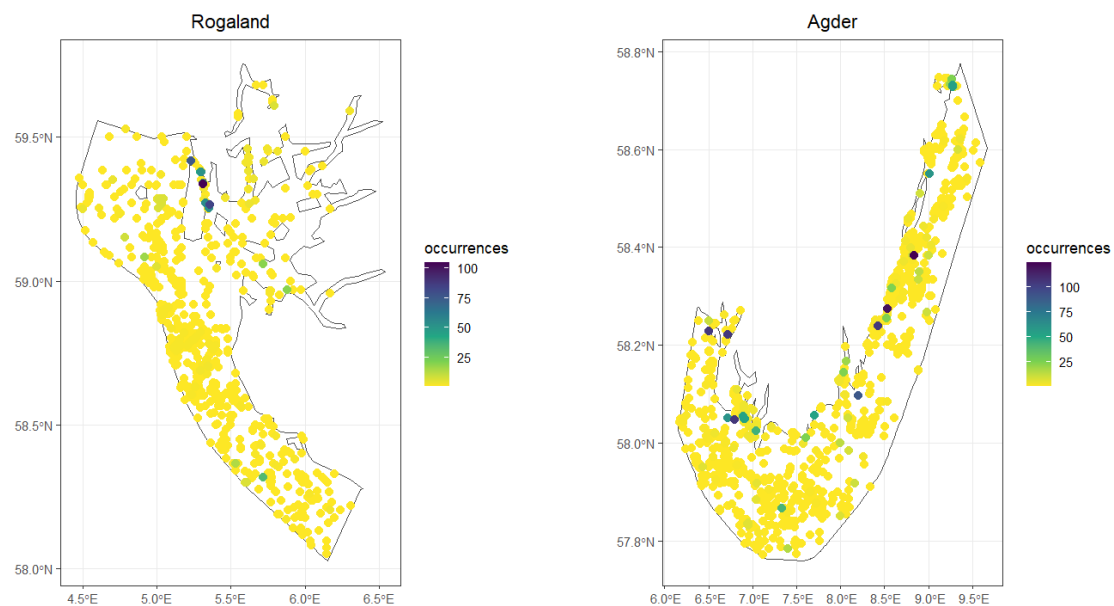 Rogaland
59.5°N
59.0°N
58.5°N
58.0°N
4.5°E 5.0°E 5.5°E 6.0°E 6.5°E
occurrences
100
75
50
25
Agder
58.8°N
58.6°N
58.4°N
58.2°N
58.0°N
57.8°N
6.0°E 6.5°E 7.0°E 7.5°E 8.0°E 8.5°E 9.0°E 9.5°E
occurrences
100
75
50
25